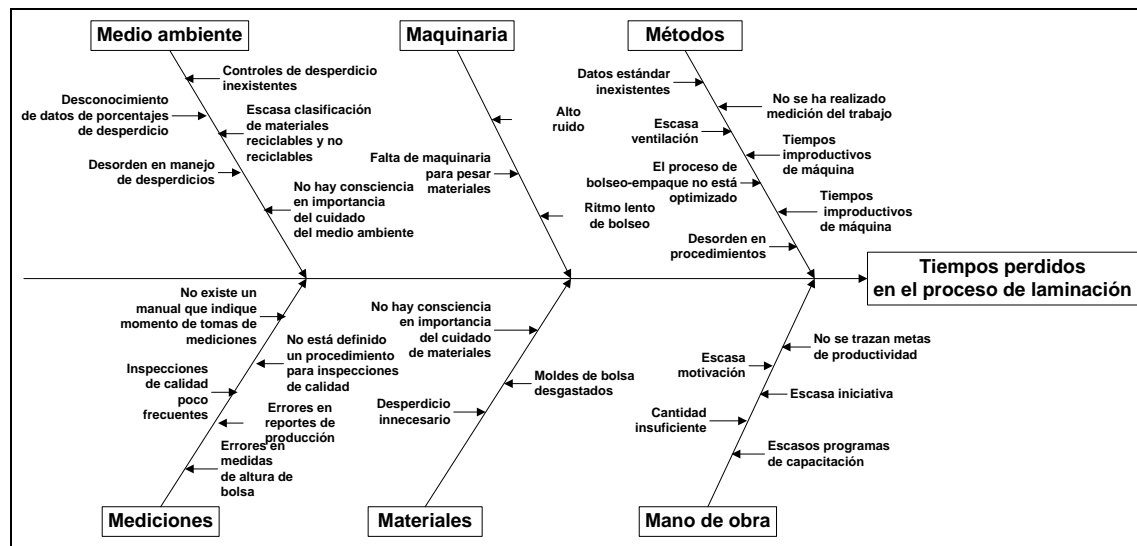 Medio ambiente
Maquinaria
Métodos
Controles de desperdicio
inexistentes
Desconocimiento
de datos de porcentajes
de desperdicio
Escasa clasificación
de materiales
reciclables y no
reciclables
Desorden en manejo
de desperdicios
No hay consciencia
en importancia
del cuidado
del medio ambiente
Alto
ruido
Falta de maquinaria
para pesar
materiales
Ritmo lento
de bolseo
Datos estándar
inexistentes
No se ha realizado
medición del trabajo
Escasa
ventilación
Tiempos
improductivos
de máquina
El proceso de
bolseo-empaque no está
optimizado
Tiempos
improductivos
de máquina
Desorden en
procedimientos
Tiempos perdidos
en el proceso de laminación
No existe un
manual que indique
momento de tomas de
mediciones
No está definido
un procedimiento
para inspecciones
de calidad
Inspecciones
de calidad
poco
frecuentes
Errores en
reportes de
producción
Errores en
medidas
de altura de
bolsa
No hay consciencia
en importancia
del cuidado
de materiales
Moldes de bolsa
desgastados
Desperdicio
innecesario
No se trazan metas
de productividad
Escasa
motivación
Escasa iniciativa
Cantidad
insuficiente
Escasos programas
de capacitación
Mediciones
Materiales
Mano de obra